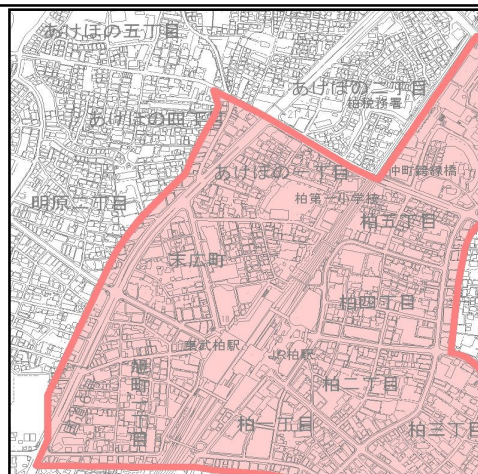 あけぼの五丁目
あけぼの二丁目
柏税務署
あけぼの四丁目
あけぼの一丁目
仲町跨線橋
明原二丁目
柏第一小学校
柏五丁目
末広町
柏四丁目
東武柏駅
JR柏駅
旭町一丁目
柏二丁目
柏一丁目
柏三丁目